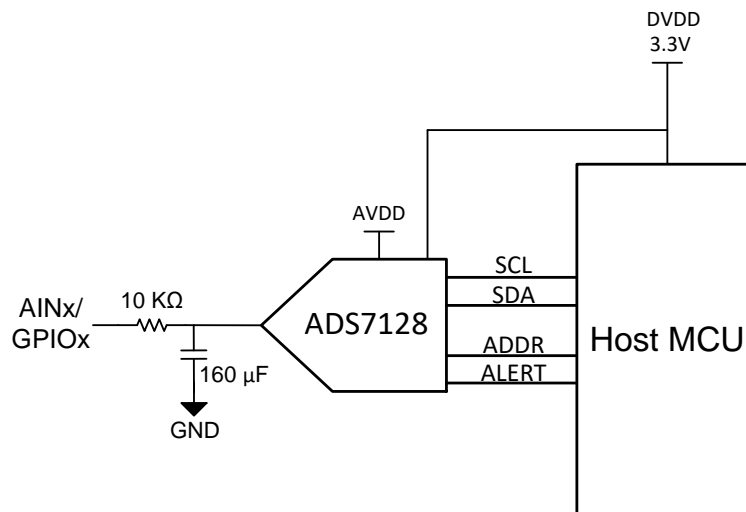 DVDD
3.3V
AVDD
SCL
SDA
AINx/
GPIOx
10 KΩ
ADS7128
Host MCU
ADDR
ALERT
160 µF
GND